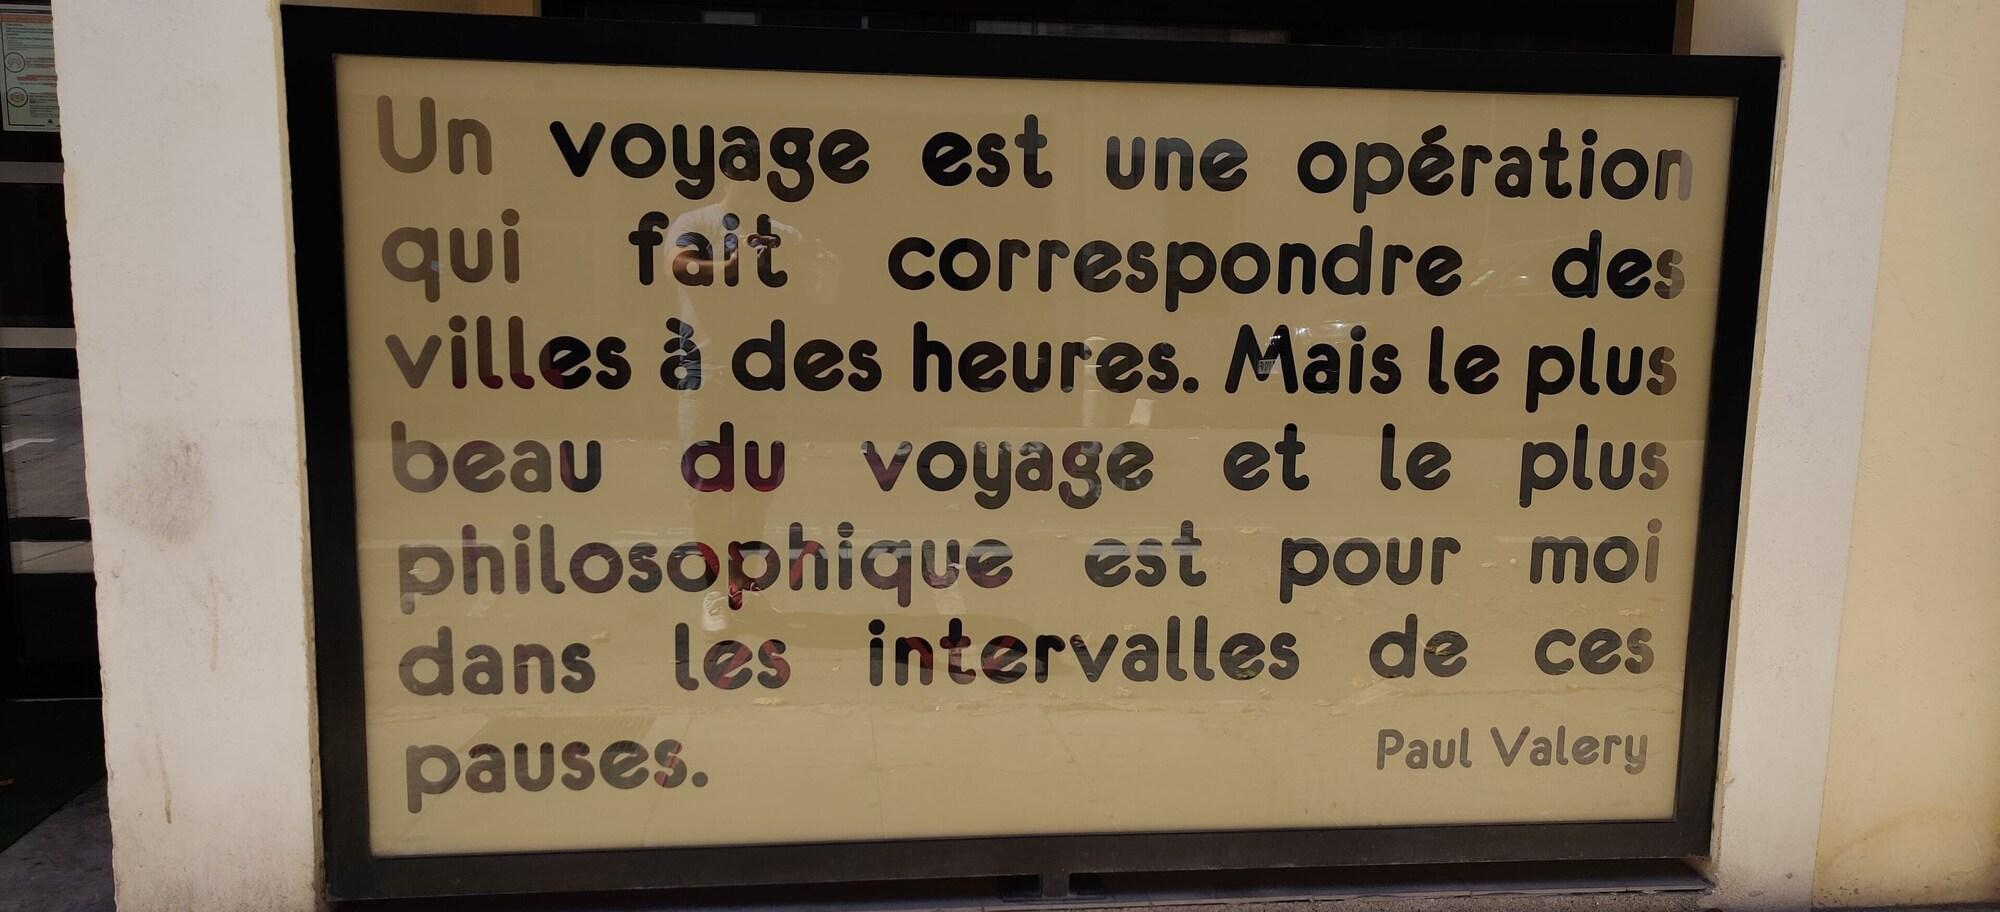 Un voyage est une opération
qui fait correspondre des
villes à des heures. Mais le plus
beau du voyage et le plus
philosophique est pour moi
dans les intervalles de ces
pauses.
Paul Valery